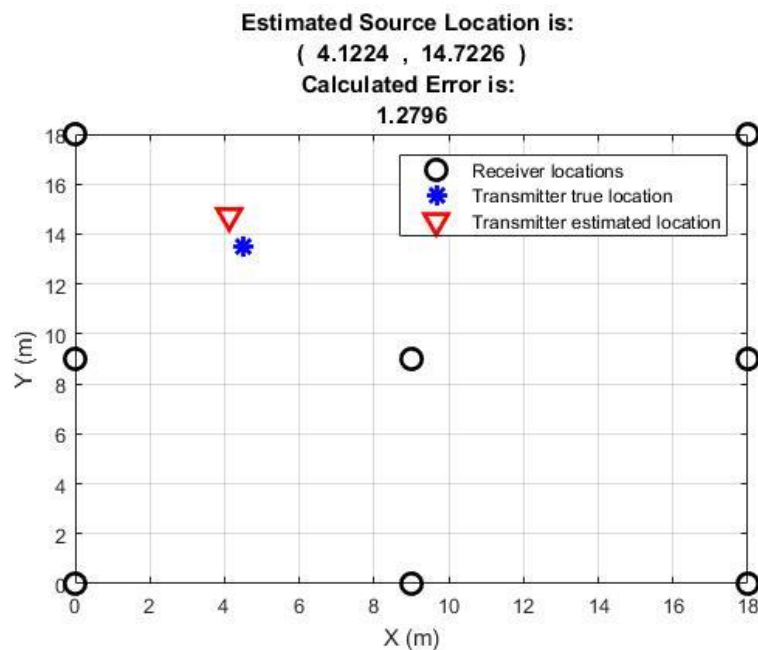 Estimated Source Location is:
( 4.1224 , 14.7226 )
Calculated Error is:
1.2796
18
16
14
12
10
8
6
4
2
0
Receiver locations
Transmitter true location
Transmitter estimated location
Y (m)
0 2 4 6 8 10 12 14 16 18
X (m)